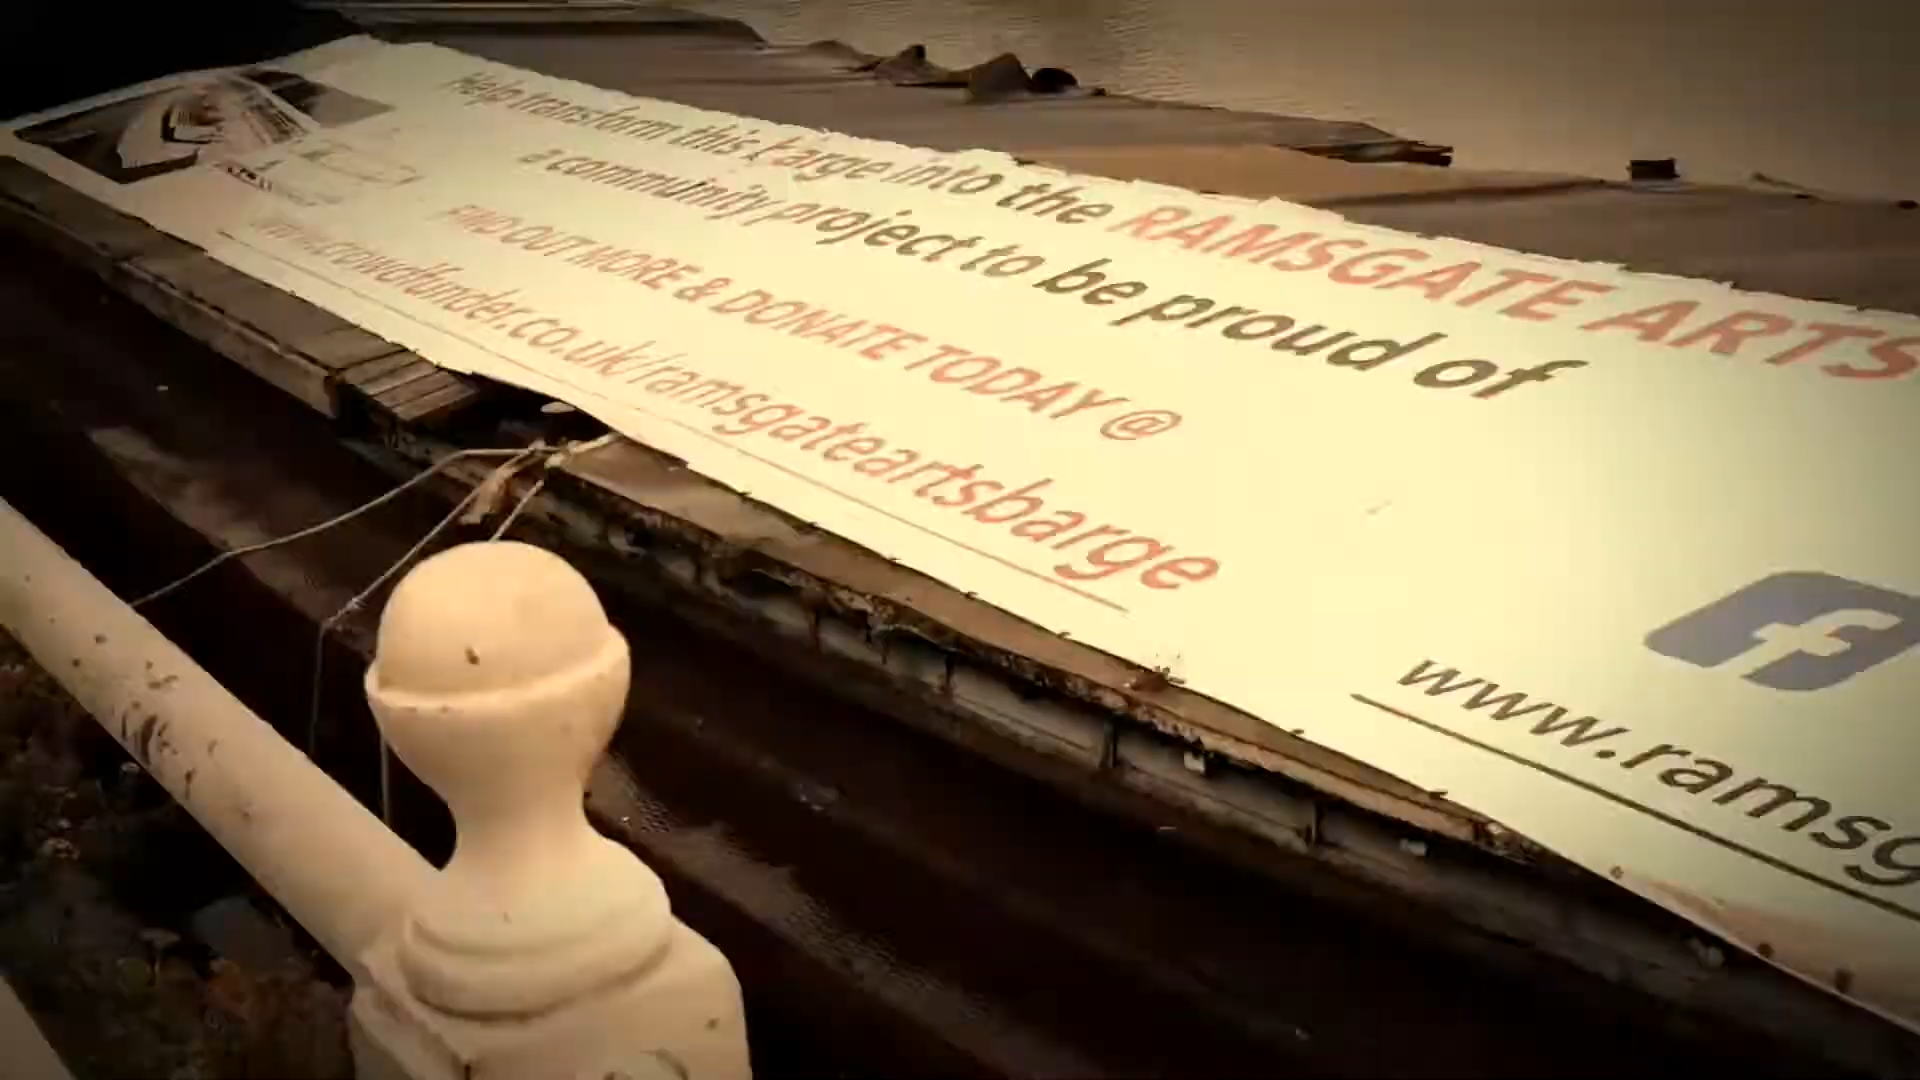 Help transform this barge into the RAMSGATE ARTS
a community project to be proud of
FIND OUT MORE & DONATE TODAY @
www.crowdfunder.co.uk/ramsgateartsbarge
f
www.ramsg